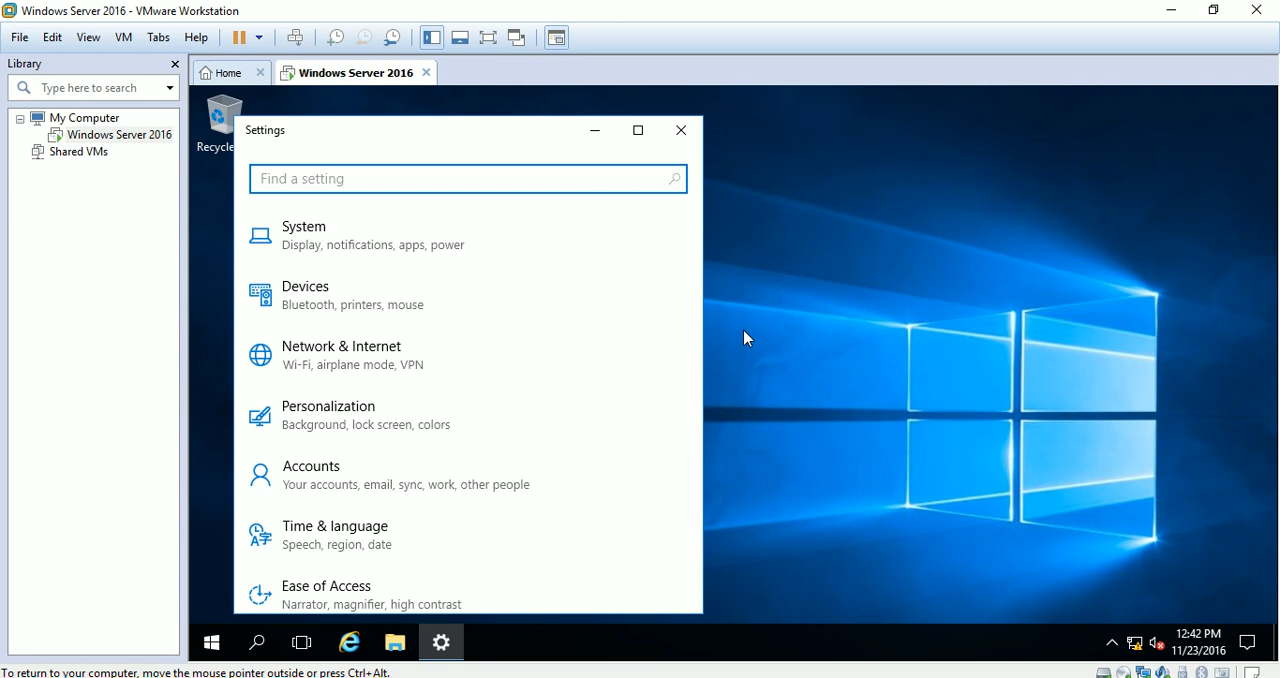 Windows Server 2016 - VMware Workstation
File Edit View VM Tabs Help
Library
Type here to search
My Computer
Windows Server 2016
Shared VMs
Home
Windows Server 2016
Recycle
Settings
Find a setting
System
Display, notifications, apps, power
Devices
Bluetooth, printers, mouse
Network & Internet
Wi-Fi, airplane mode, VPN
Personalization
Background, lock screen, colors
Accounts
Your accounts, email, sync, work, other people
Time & language
Speech, region, date
Ease of Access
Narrator, magnifier, high contrast
12:42 PM
11/23/2016
To return to your computer, move the mouse pointer outside or press Ctrl+Alt.